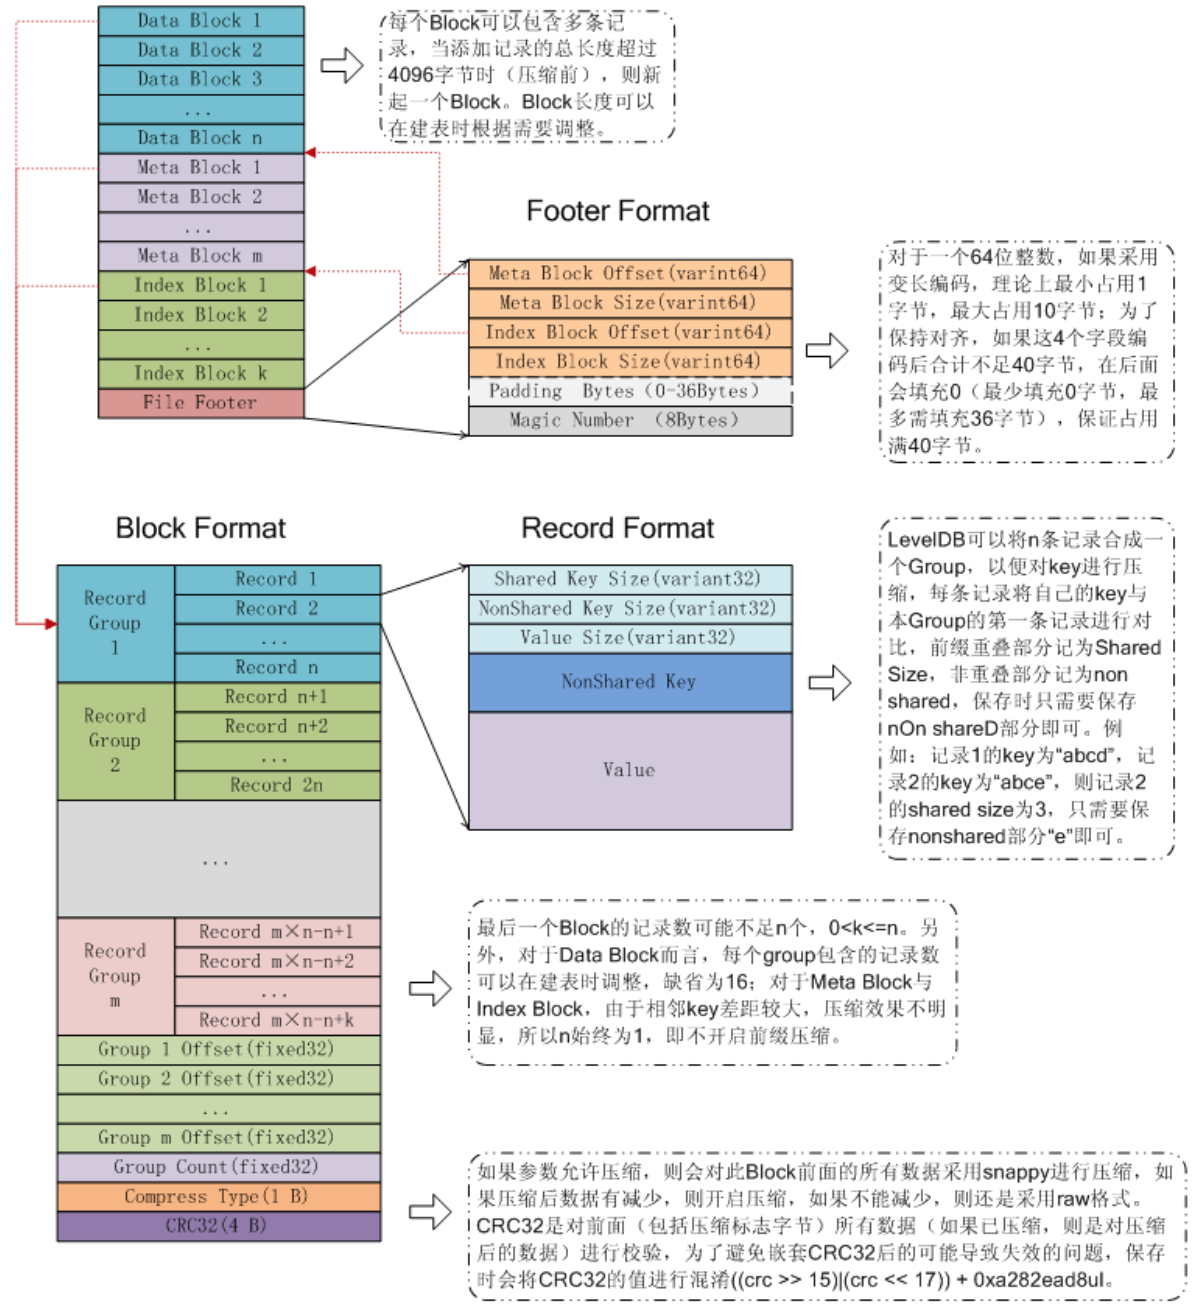 Data Block 1
Data Block 2
Data Block 3
...
Data Block n
Meta Block 1
Meta Block 2
...
Meta Block m
Index Block 1
Index Block 2
...
Index Block k
File Footer
每个Block可以包含多条记
录，当添加记录的总长度超过
4096字节时（压缩前），则新
起一个Block。Block长度可以
在建表时根据需要调整。
Footer Format
Meta Block Offset(varint64)
Meta Block Size(varint64)
Index Block Offset(varint64)
Index Block Size(varint64)
Padding Bytes(0-36Bytes)
Magic Number （8Bytes)
对于一个64位整数，如果采用
变长编码，理论上最小占用1
字节，最大占用10字节；为了
保持对齐，如果这4个字段编
码后合计不足40字节，在后面
会填充0（最少填充0字节，最
多需填充36字节），保证占用
满40字节。
Block Format
Record Group 1
Record 1
Record 2
...
Record n
Record Group 2
Record n+1
Record n+2
...
Record 2n
...
Record Group m
Record m×n-n+1
Record m×n-n+2
...
Record m×n-n+k
Group 1 Offset(fixed32)
Group 2 Offset(fixed32)
...
Group m Offset(fixed32)
Group Count(fixed32)
Compress Type(1 B)
CRC32(4 B)
Record Format
Shared Key Size(variant32)
NonShared Key Size(variant32)
Value Size(variant32)
NonShared Key
Value
LevelDB可以将n条记录合成一
个Group，以便对key进行压
缩，每条记录将自己的key与
本Group的第一条记录进行对
比，前缀重叠部分记为Shared
Size，非重叠部分记为non
shared，保存时只需要保存
nOn shareD部分即可。例
如：记录1的key为“abcd”，记
录2的key为“abce”，则记录2
的shared size为3，只需要保
存nonshared部分“e”即可。
最后一个Block的记录数可能不足n个，0<k<=n。另
外，对于Data Block而言，每个group包含的记录数
可以在建表时调整，缺省为16；对于Meta Block与
Index Block，由于相邻key差距较大，压缩效果不明
显，所以n始终为1，即不开启前缀压缩。
如果参数允许压缩，则会对此Block前面的所有数据采用snappy进行压缩，如
果压缩后数据有减少，则开启压缩，如果不能减少，则还是采用raw格式。
CRC32是对前面（包括压缩标志字节）所有数据（如果已压缩，则是对压缩
后的数据）进行校验，为了避免嵌套CRC32后的可能导致失效的问题，保存
时会将CRC32的值进行混淆((crc >> 15)|(crc << 17)) + 0xa282ead8ul。